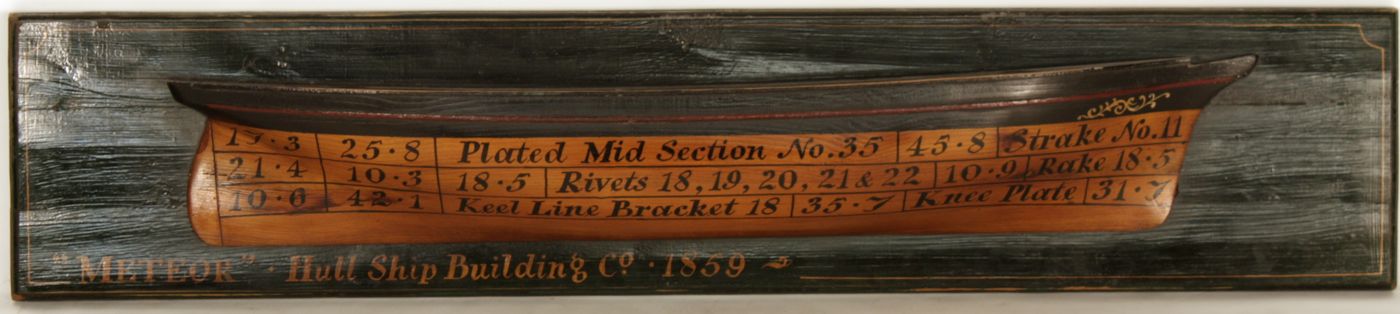 17·3 25·8 Plated Mid Section No.35 45·8 Strake No.11
21·4 10·3 18·5 Rivets 18, 19, 20, 21 & 22 10·9 Rake 18·5
10·6 42·1 Keel Line Bracket 18 35·7 Knee Plate 31·7
"METEOR" · Hull Ship Building Co. · 1859